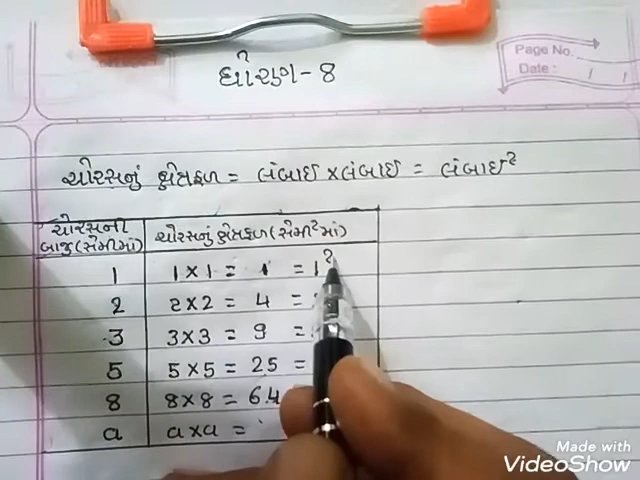 Page No.
Date : / /
ધોરણ-8
ચોરસનું ક્ષેત્રફળ = લંબાઈ × લંબાઈ = લંબાઈ²
ચોરસની બાજુ (સેમીમાં) ચોરસનું ક્ષેત્રફળ (સેમી² માં)
1 1 × 1 = 1 = 1²
2 2 × 2 = 4 =
3 3 × 3 = 9 =
5 5 × 5 = 25 =
8 8 × 8 = 64
a a × a =
Made with
VideoShow